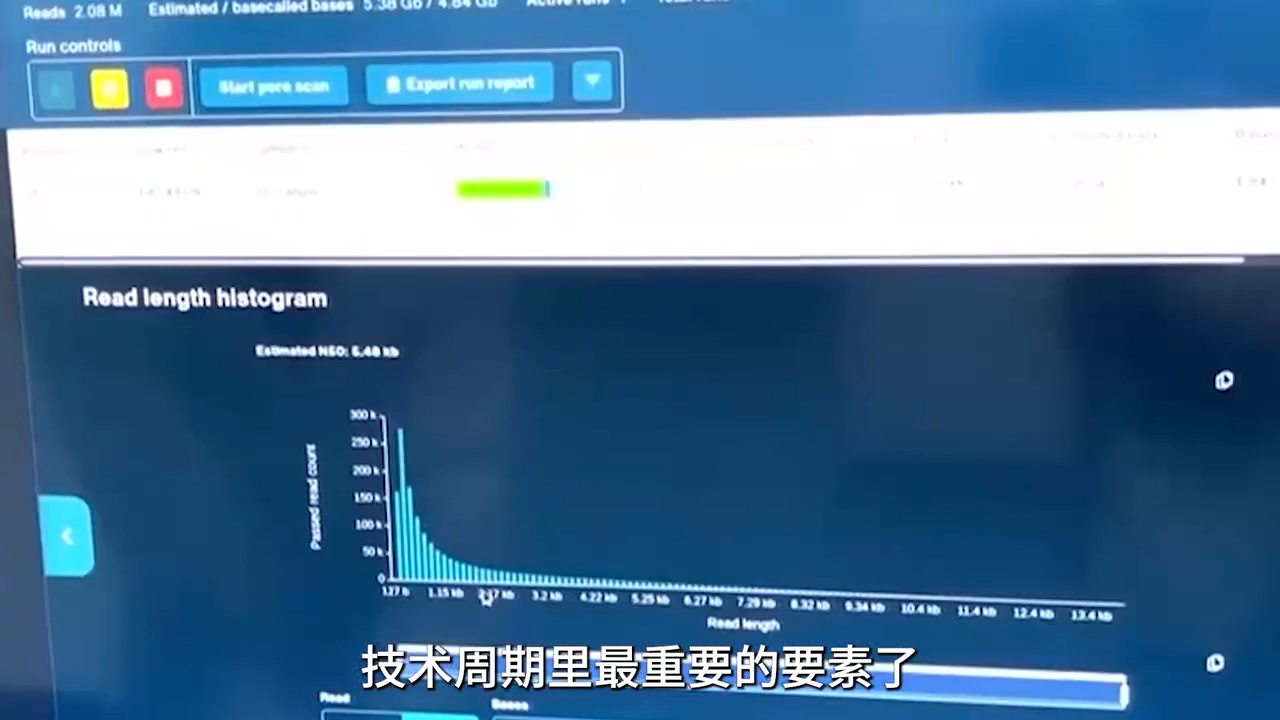 Reads 2.08 M Estimated / basecalled bases 5.38 Gb / 4.84 Gb
Run controls
Start pore scan Export run report
Read length histogram
Estimated N50: 5.48 kb
300 k
250 k
200 k
150 k
100 k
50 k
0
Passed read count
127 b 1.15 kb 2.17 kb 3.2 kb 4.22 kb 5.25 kb 6.27 kb 7.29 kb 8.32 kb 9.34 kb 10.4 kb 11.4 kb 12.4 kb 13.4 kb
Read length
技术周期里最重要的要素了
Read Bases